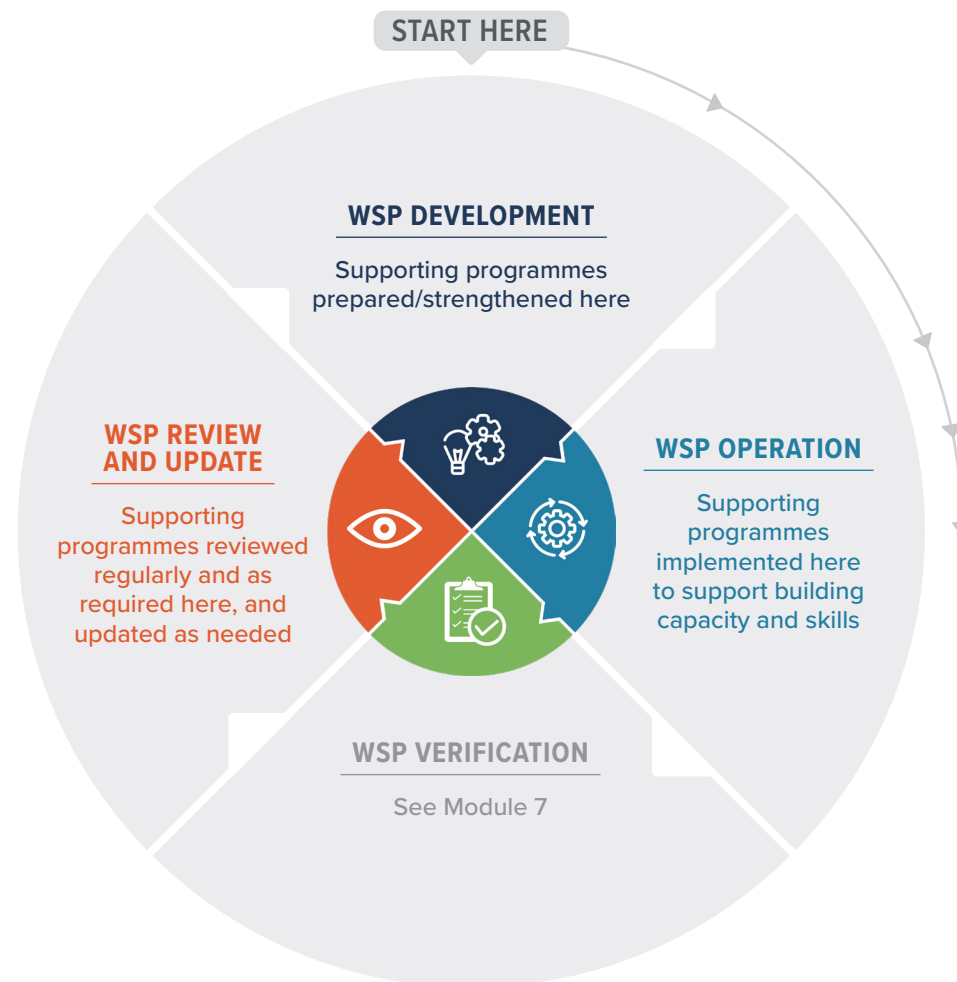 START HERE
WSP DEVELOPMENT
Supporting programmes
prepared/strengthened here
WSP OPERATION
Supporting
programmes
implemented here
to support building
capacity and skills
WSP VERIFICATION
See Module 7
WSP REVIEW
AND UPDATE
Supporting
programmes reviewed
regularly and as
required here, and
updated as needed